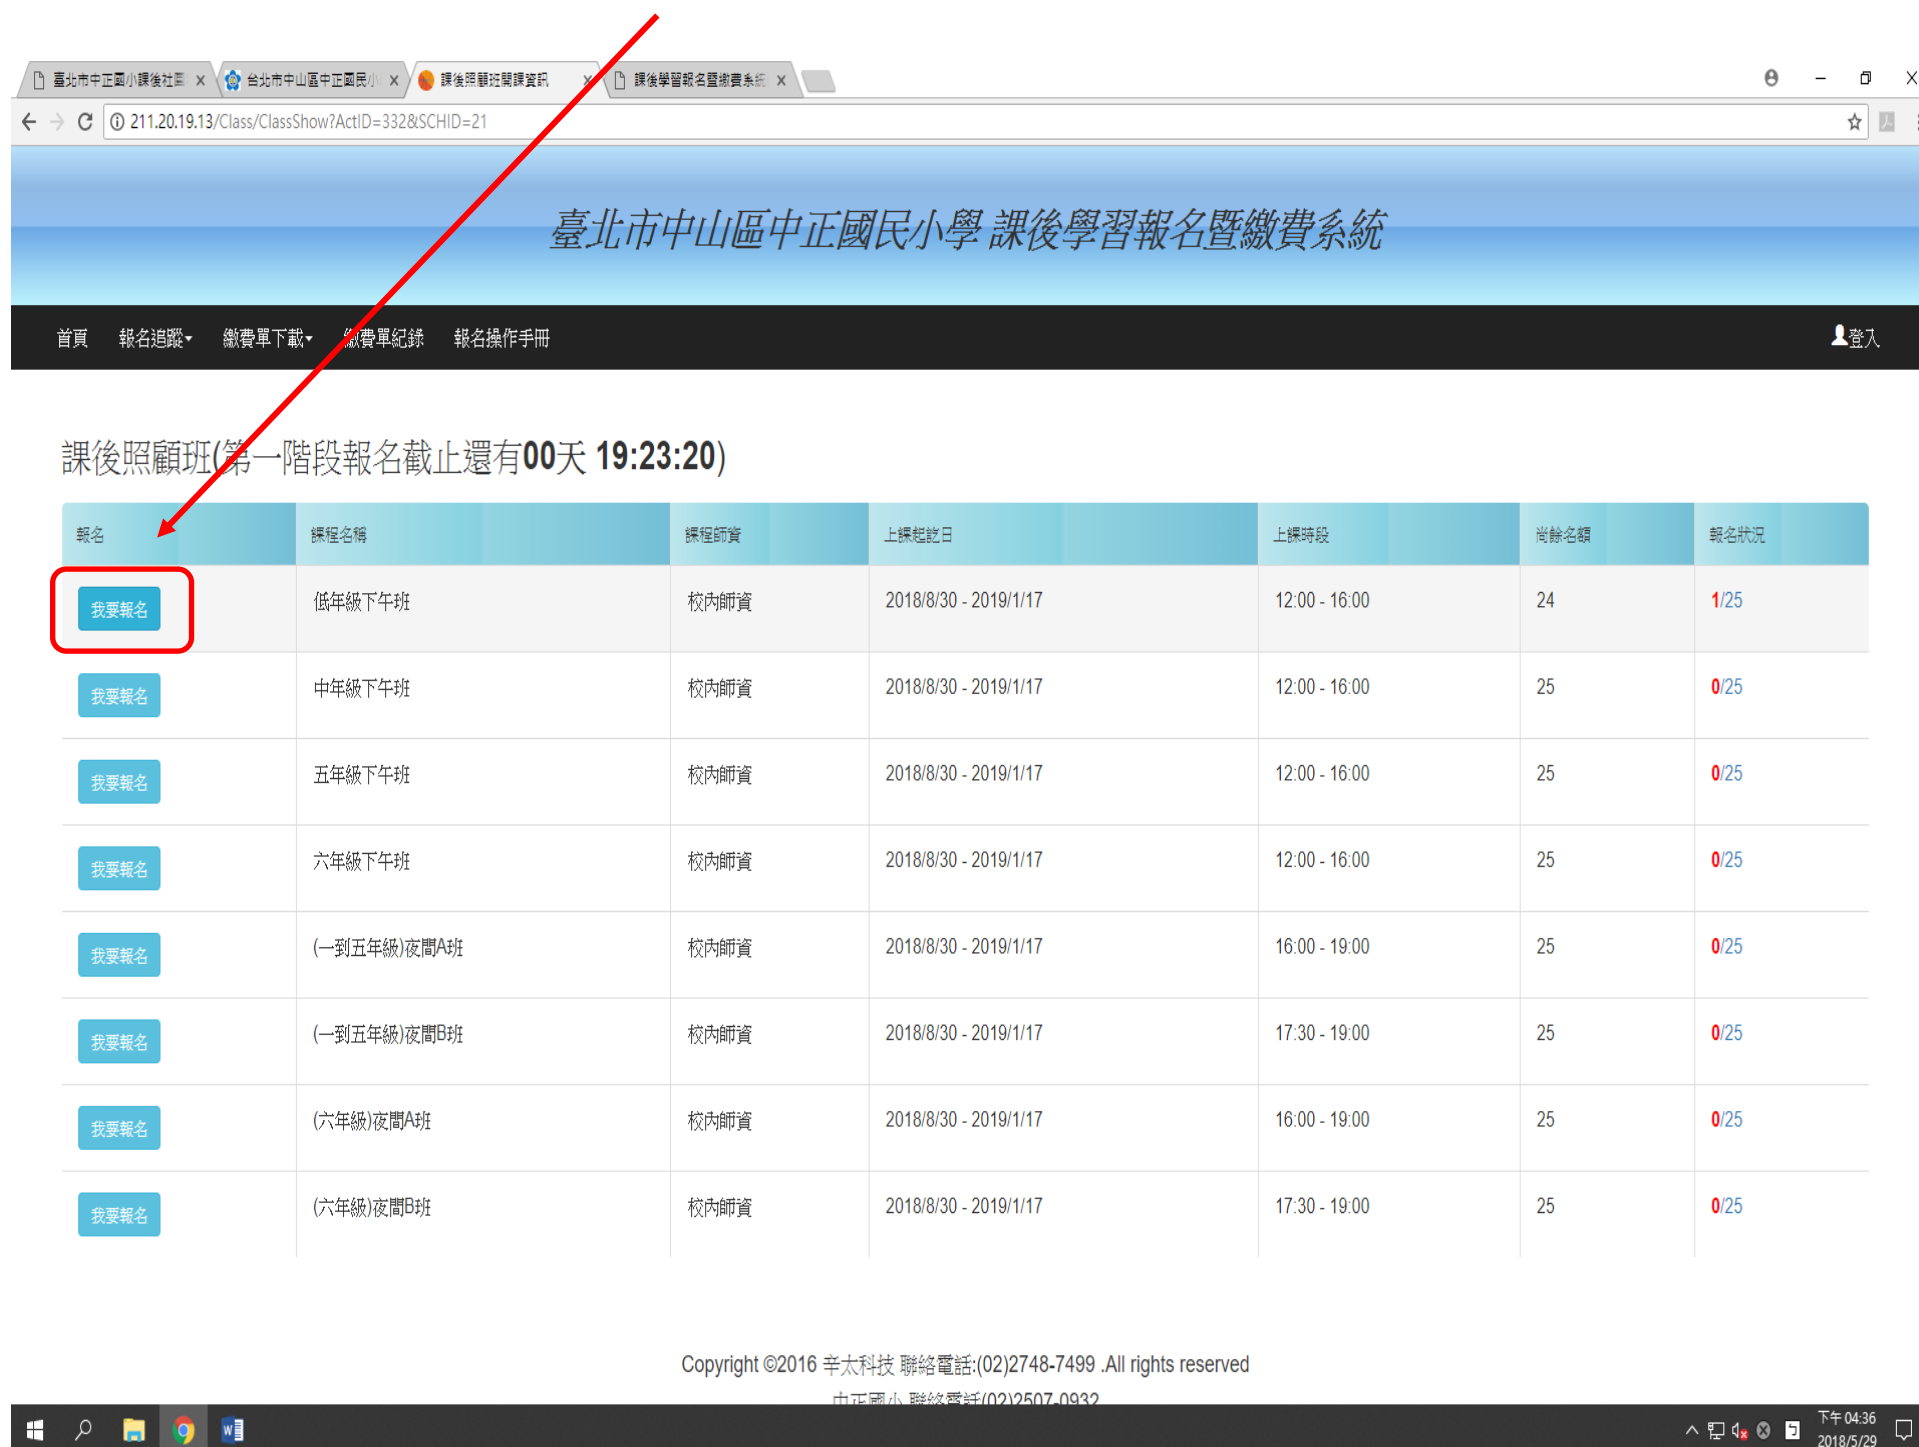 臺北市中正國小課後社團
台北市中山區中正國民小
課後照顧班開課資訊
課後學習報名暨繳費系統
211.20.19.13/Class/ClassShow?ActID=332&SCHID=21
臺北市中山區中正國民小學 課後學習報名暨繳費系統
首頁 報名追蹤 繳費單下載 繳費單紀錄 報名操作手冊 登入
課後照顧班(第一階段報名截止還有00天 19:23:20)
報名 課程名稱 課程師資 上課起訖日 上課時段 尚餘名額 報名狀況
我要報名 低年級下午班 校內師資 2018/8/30 - 2019/1/17 12:00 - 16:00 24 1/25
我要報名 中年級下午班 校內師資 2018/8/30 - 2019/1/17 12:00 - 16:00 25 0/25
我要報名 五年級下午班 校內師資 2018/8/30 - 2019/1/17 12:00 - 16:00 25 0/25
我要報名 六年級下午班 校內師資 2018/8/30 - 2019/1/17 12:00 - 16:00 25 0/25
我要報名 (一到五年級)夜間A班 校內師資 2018/8/30 - 2019/1/17 16:00 - 19:00 25 0/25
我要報名 (一到五年級)夜間B班 校內師資 2018/8/30 - 2019/1/17 17:30 - 19:00 25 0/25
我要報名 (六年級)夜間A班 校內師資 2018/8/30 - 2019/1/17 16:00 - 19:00 25 0/25
我要報名 (六年級)夜間B班 校內師資 2018/8/30 - 2019/1/17 17:30 - 19:00 25 0/25
Copyright ©2016 辛太科技 聯絡電話:(02)2748-7499 .All rights reserved
中正國小 聯絡電話(02)2507-0932
下午 04:36
2018/5/29